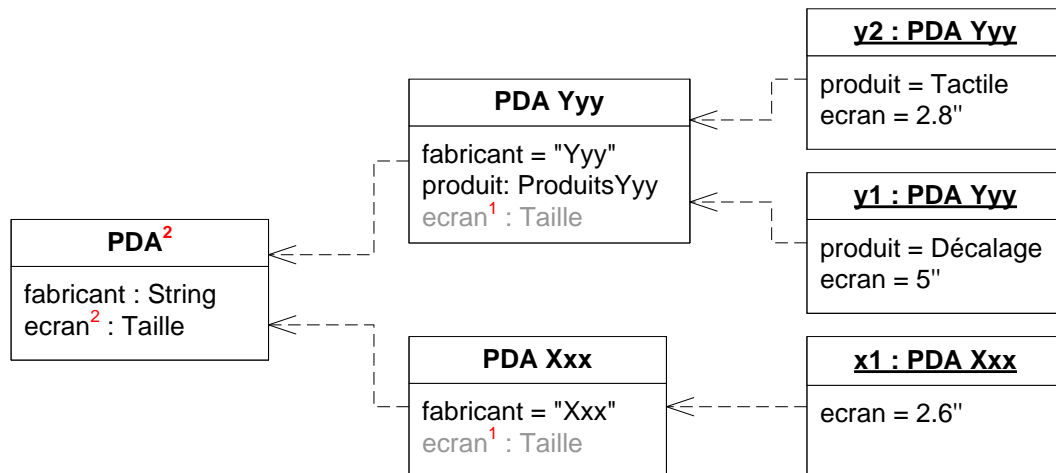 y2 : PDA Yyy
produit = Tactile
ecran = 2.8"
PDA Yyy
fabricant = "Yyy"
produit: ProduitsYyy
ecran¹ : Taille
y1 : PDA Yyy
produit = Décalage
ecran = 5"
PDA²
fabricant : String
ecran² : Taille
PDA Xxx
fabricant = "Xxx"
ecran¹ : Taille
x1 : PDA Xxx
ecran = 2.6"